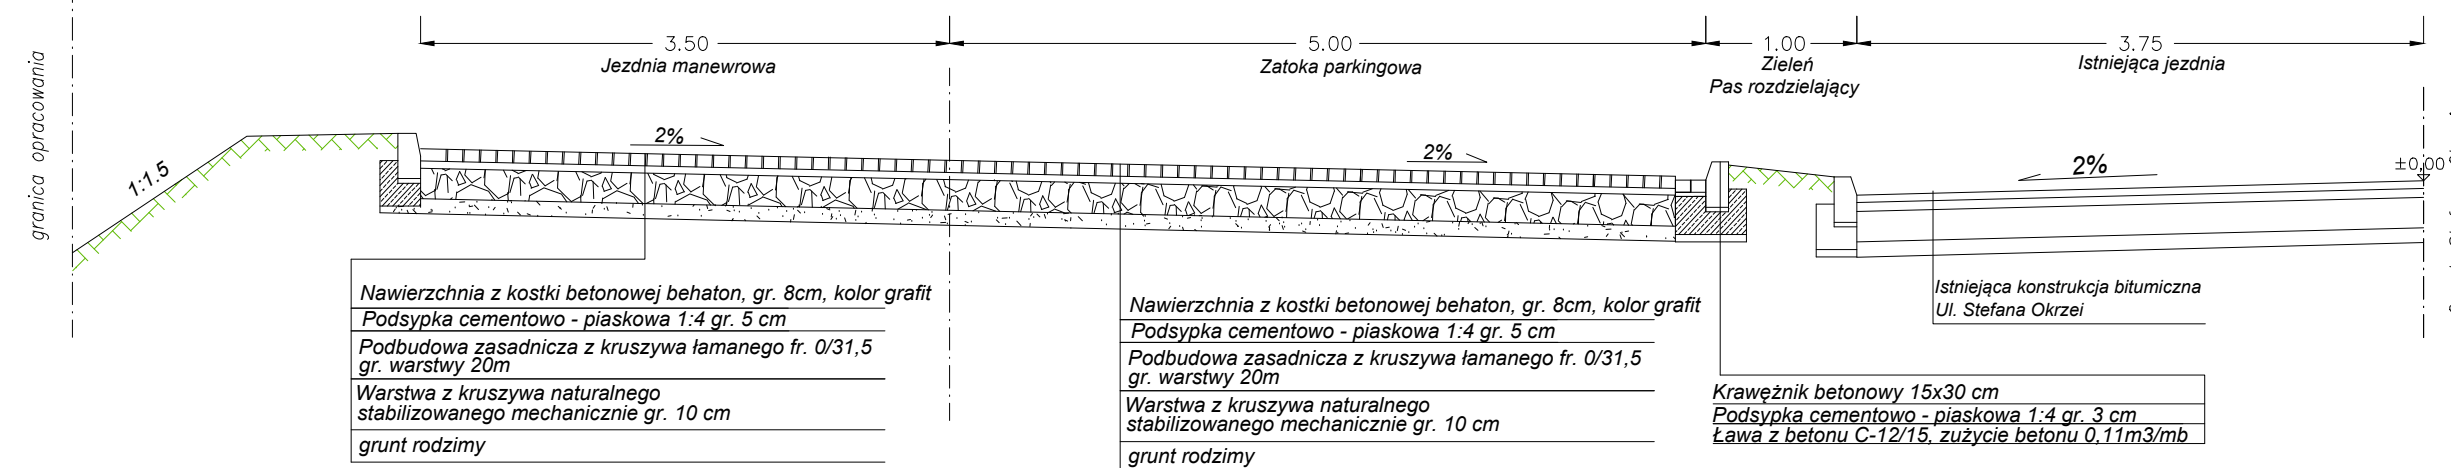 3.50
Jezdnia manewrowa
5.00
Zatoka parkingowa
1.00
Zieleń
Pas rozdzielający
3.75
Istniejąca jezdnia
granica opracowania
1:1.5
2%
2%
2%
±0,00
Nawierzchnia z kostki betonowej behaton, gr. 8cm, kolor grafit
Podsypka cementowo - piaskowa 1:4 gr. 5 cm
Podbudowa zasadnicza z kruszywa łamanego fr. 0/31,5
gr. warstwy 20m
Warstwa z kruszywa naturalnego
stabilizowanego mechanicznie gr. 10 cm
grunt rodzimy
Nawierzchnia z kostki betonowej behaton, gr. 8cm, kolor grafit
Podsypka cementowo - piaskowa 1:4 gr. 5 cm
Podbudowa zasadnicza z kruszywa łamanego fr. 0/31,5
gr. warstwy 20m
Warstwa z kruszywa naturalnego
stabilizowanego mechanicznie gr. 10 cm
grunt rodzimy
Istniejąca konstrukcja bitumiczna
Ul. Stefana Okrzei
Krawężnik betonowy 15x30 cm
Podsypka cementowo - piaskowa 1:4 gr. 3 cm
Ława z betonu C-12/15, zużycie betonu 0,11m3/mb